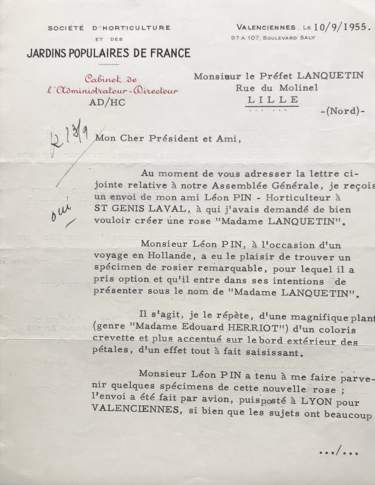 SOCIÉTÉ D'HORTICULTURE
ET DES
JARDINS POPULAIRES DE FRANCE
Cabinet de
l'Administrateur-Directeur
AD/HC
VALENCIENNES, LE 10/9/1955.
97 À 107, BOULEVARD SALY
Monsieur le Préfet LANQUETIN
Rue du Molinel
LILLE
-(Nord)-
13/9
oui
Mon Cher Président et Ami,
Au moment de vous adresser la lettre ci-
jointe relative à notre Assemblée Générale, je reçois
un envoi de mon ami Léon PIN - Horticulteur à
ST GENIS LAVAL, à qui j'avais demandé de bien
vouloir créer une rose "Madame LANQUETIN".
Monsieur Léon PIN, à l'occasion d'un
voyage en Hollande, a eu le plaisir de trouver un
spécimen de rosier remarquable, pour lequel il a
pris option et qu'il entre dans ses intentions de
présenter sous le nom de "Madame LANQUETIN".
Il s'agit, je le répète, d'une magnifique plant
(genre "Madame Edouard HERRIOT") d'un coloris
crevette et plus accentué sur le bord extérieur des
pétales, d'un effet tout à fait saisissant.
Monsieur Léon PIN a tenu à me faire parve-
nir quelques spécimens de cette nouvelle rose ;
l'envoi a été fait par avion, puis posté à LYON pour
VALENCIENNES, si bien que les sujets ont beaucoup
.../...